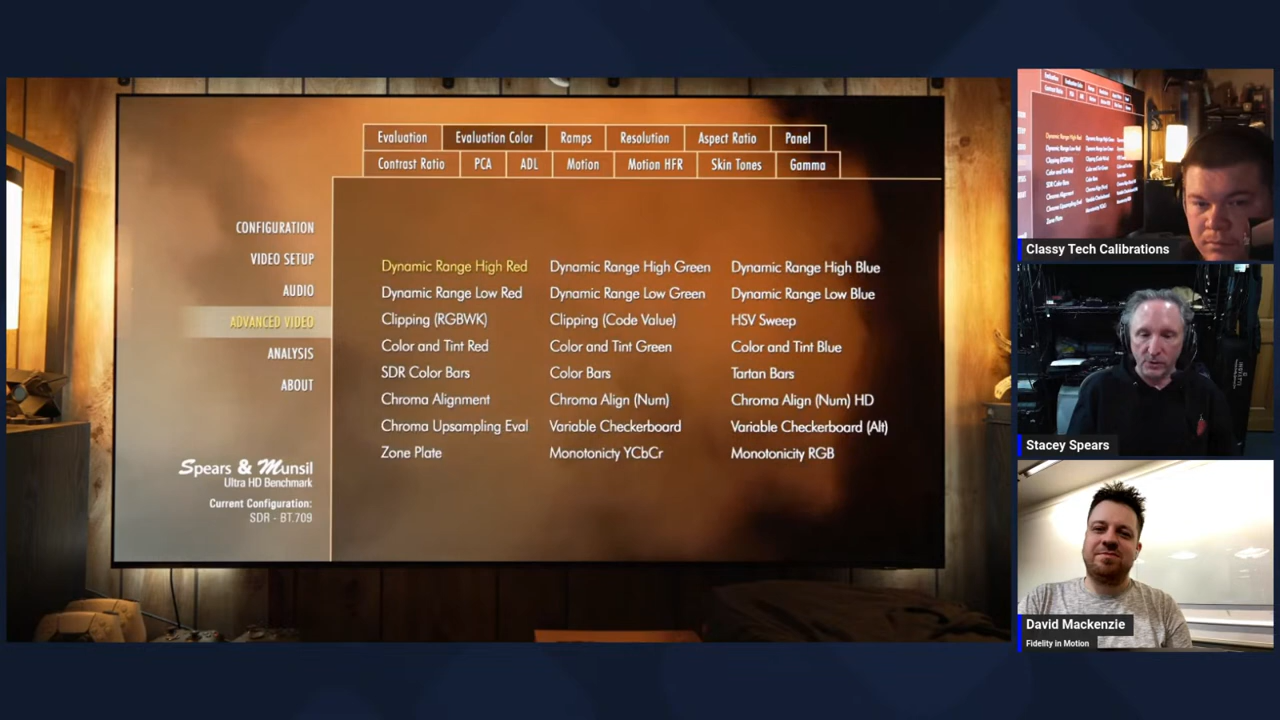 Evaluation Evaluation Color Ramps Resolution Aspect Ratio Panel
Contrast Ratio PCA ADL Motion Motion HFR Skin Tones Gamma
CONFIGURATION
VIDEO SETUP
AUDIO
ADVANCED VIDEO
ANALYSIS
ABOUT
Spears & Munsil
Ultra HD Benchmark
Current Configuration:
SDR - BT.709
Dynamic Range High Red Dynamic Range High Green Dynamic Range High Blue
Dynamic Range Low Red Dynamic Range Low Green Dynamic Range Low Blue
Clipping (RGBWK) Clipping (Code Value) HSV Sweep
Color and Tint Red Color and Tint Green Color and Tint Blue
SDR Color Bars Color Bars Tartan Bars
Chroma Alignment Chroma Align (Num) Chroma Align (Num) HD
Chroma Upsampling Eval Variable Checkerboard Variable Checkerboard (Alt)
Zone Plate Monotonicty YCbCr Monotonicity RGB
Classy Tech Calibrations
Stacey Spears
David Mackenzie
Fidelity in Motion